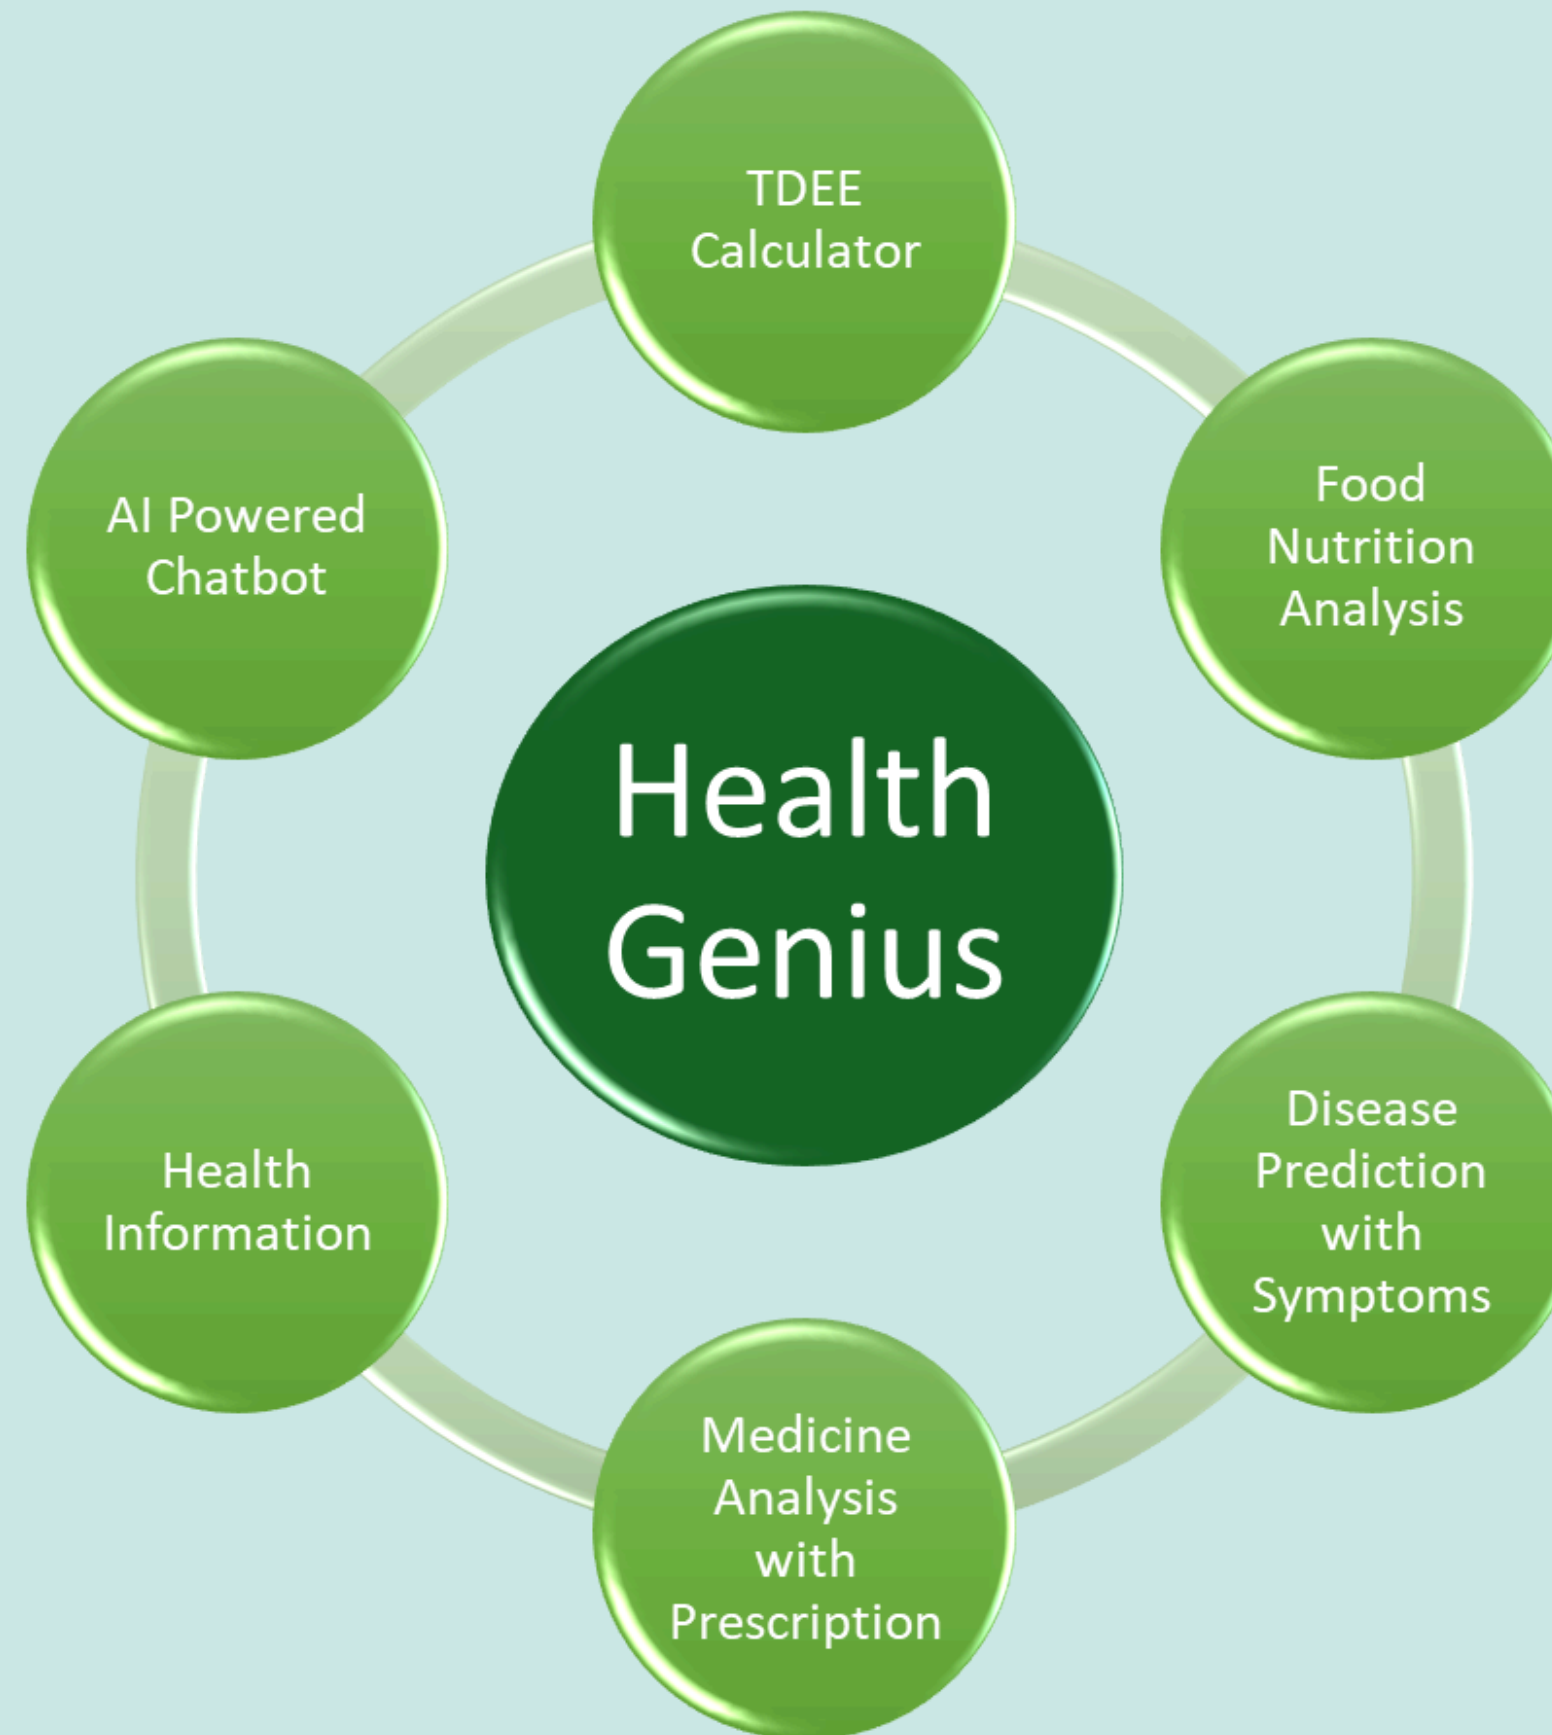 TDEE
Calculator
Food
Nutrition
Analysis
Disease
Prediction
with
Symptoms
Medicine
Analysis
with
Prescription
Health
Information
AI Powered
Chatbot
Health
Genius